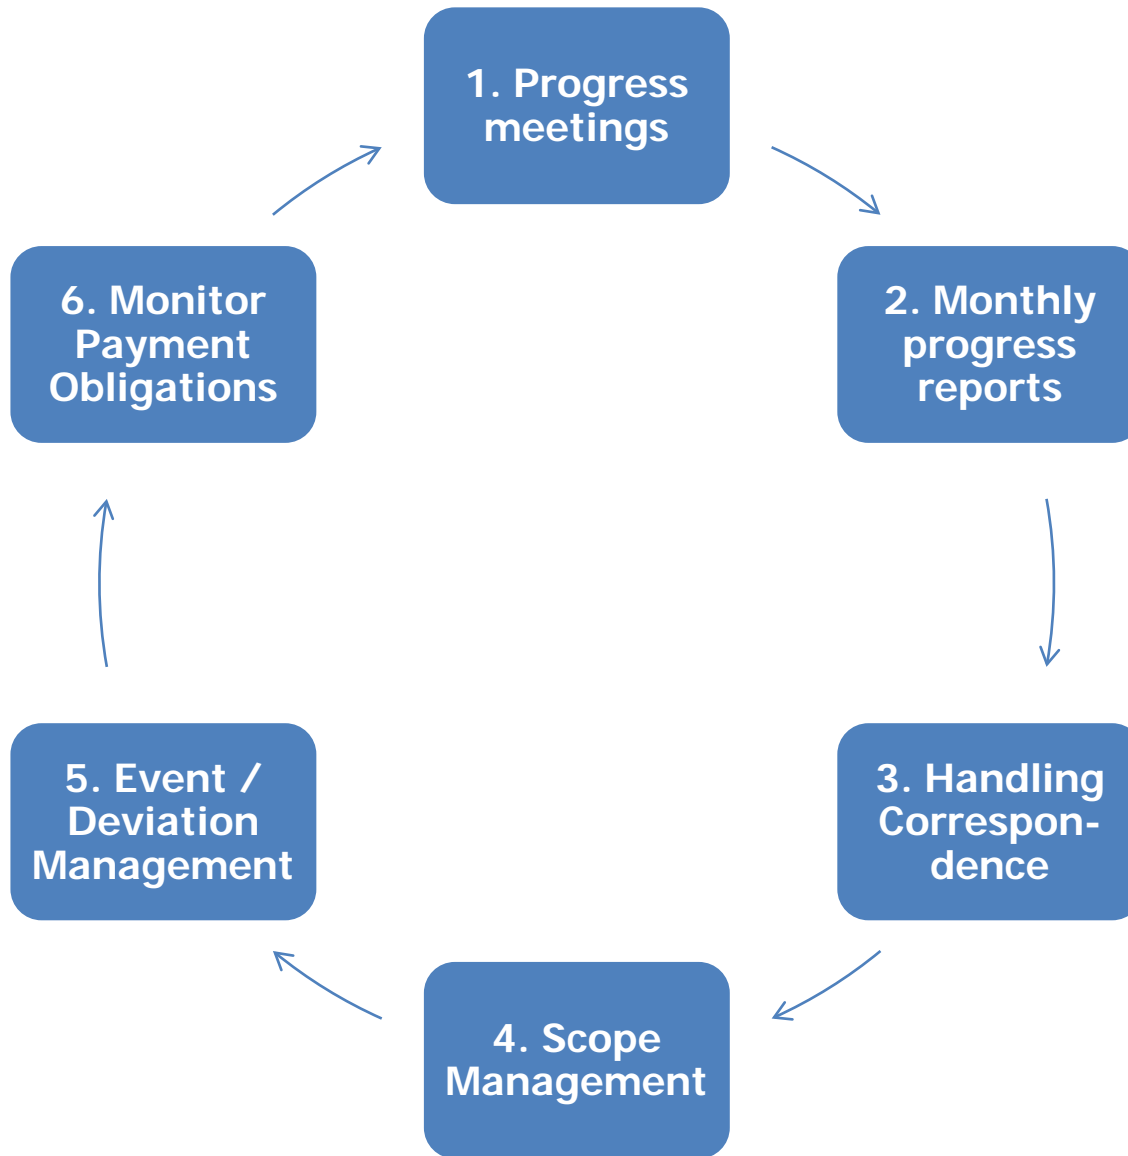 1. Progress
meetings
2. Monthly
progress
reports
3. Handling
Correspon-
dence
4. Scope
Management
5. Event /
Deviation
Management
6. Monitor
Payment
Obligations